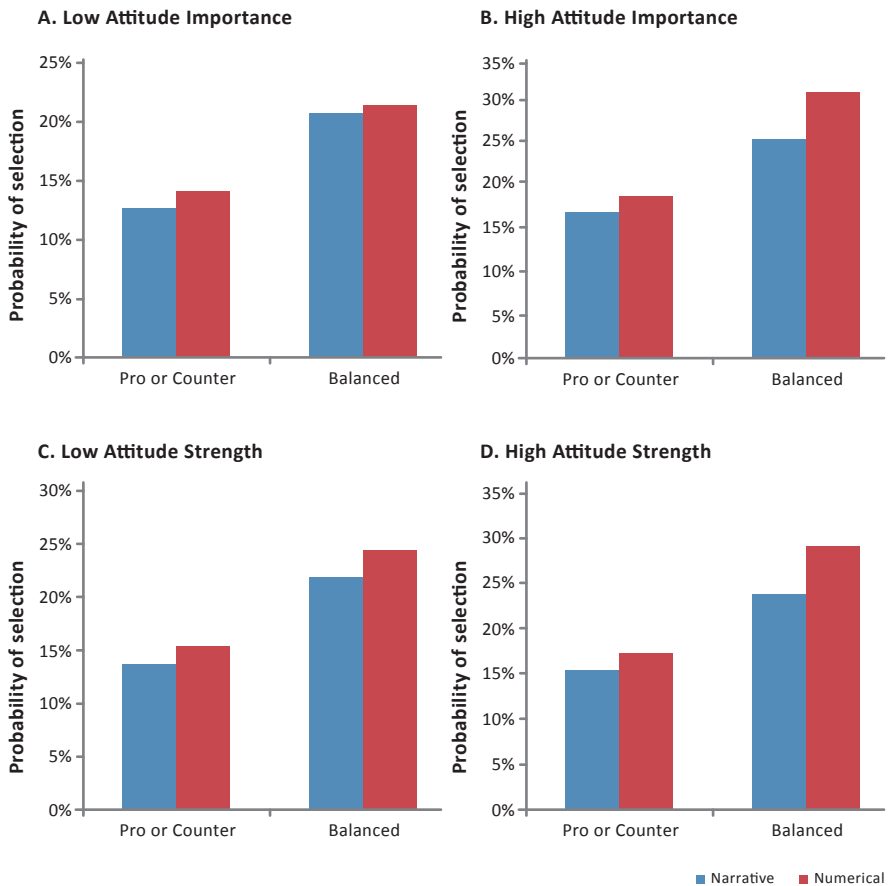 A. Low Attitude Importance
Probability of selection
25%
20%
15%
10%
5%
0%
Pro or Counter Balanced
B. High Attitude Importance
Probability of selection
35%
30%
25%
20%
15%
10%
5%
0%
Pro or Counter Balanced
C. Low Attitude Strength
Probability of selection
30%
25%
20%
15%
10%
5%
0%
Pro or Counter Balanced
D. High Attitude Strength
Probability of selection
35%
30%
25%
20%
15%
10%
5%
0%
Pro or Counter Balanced
Narrative Numerical